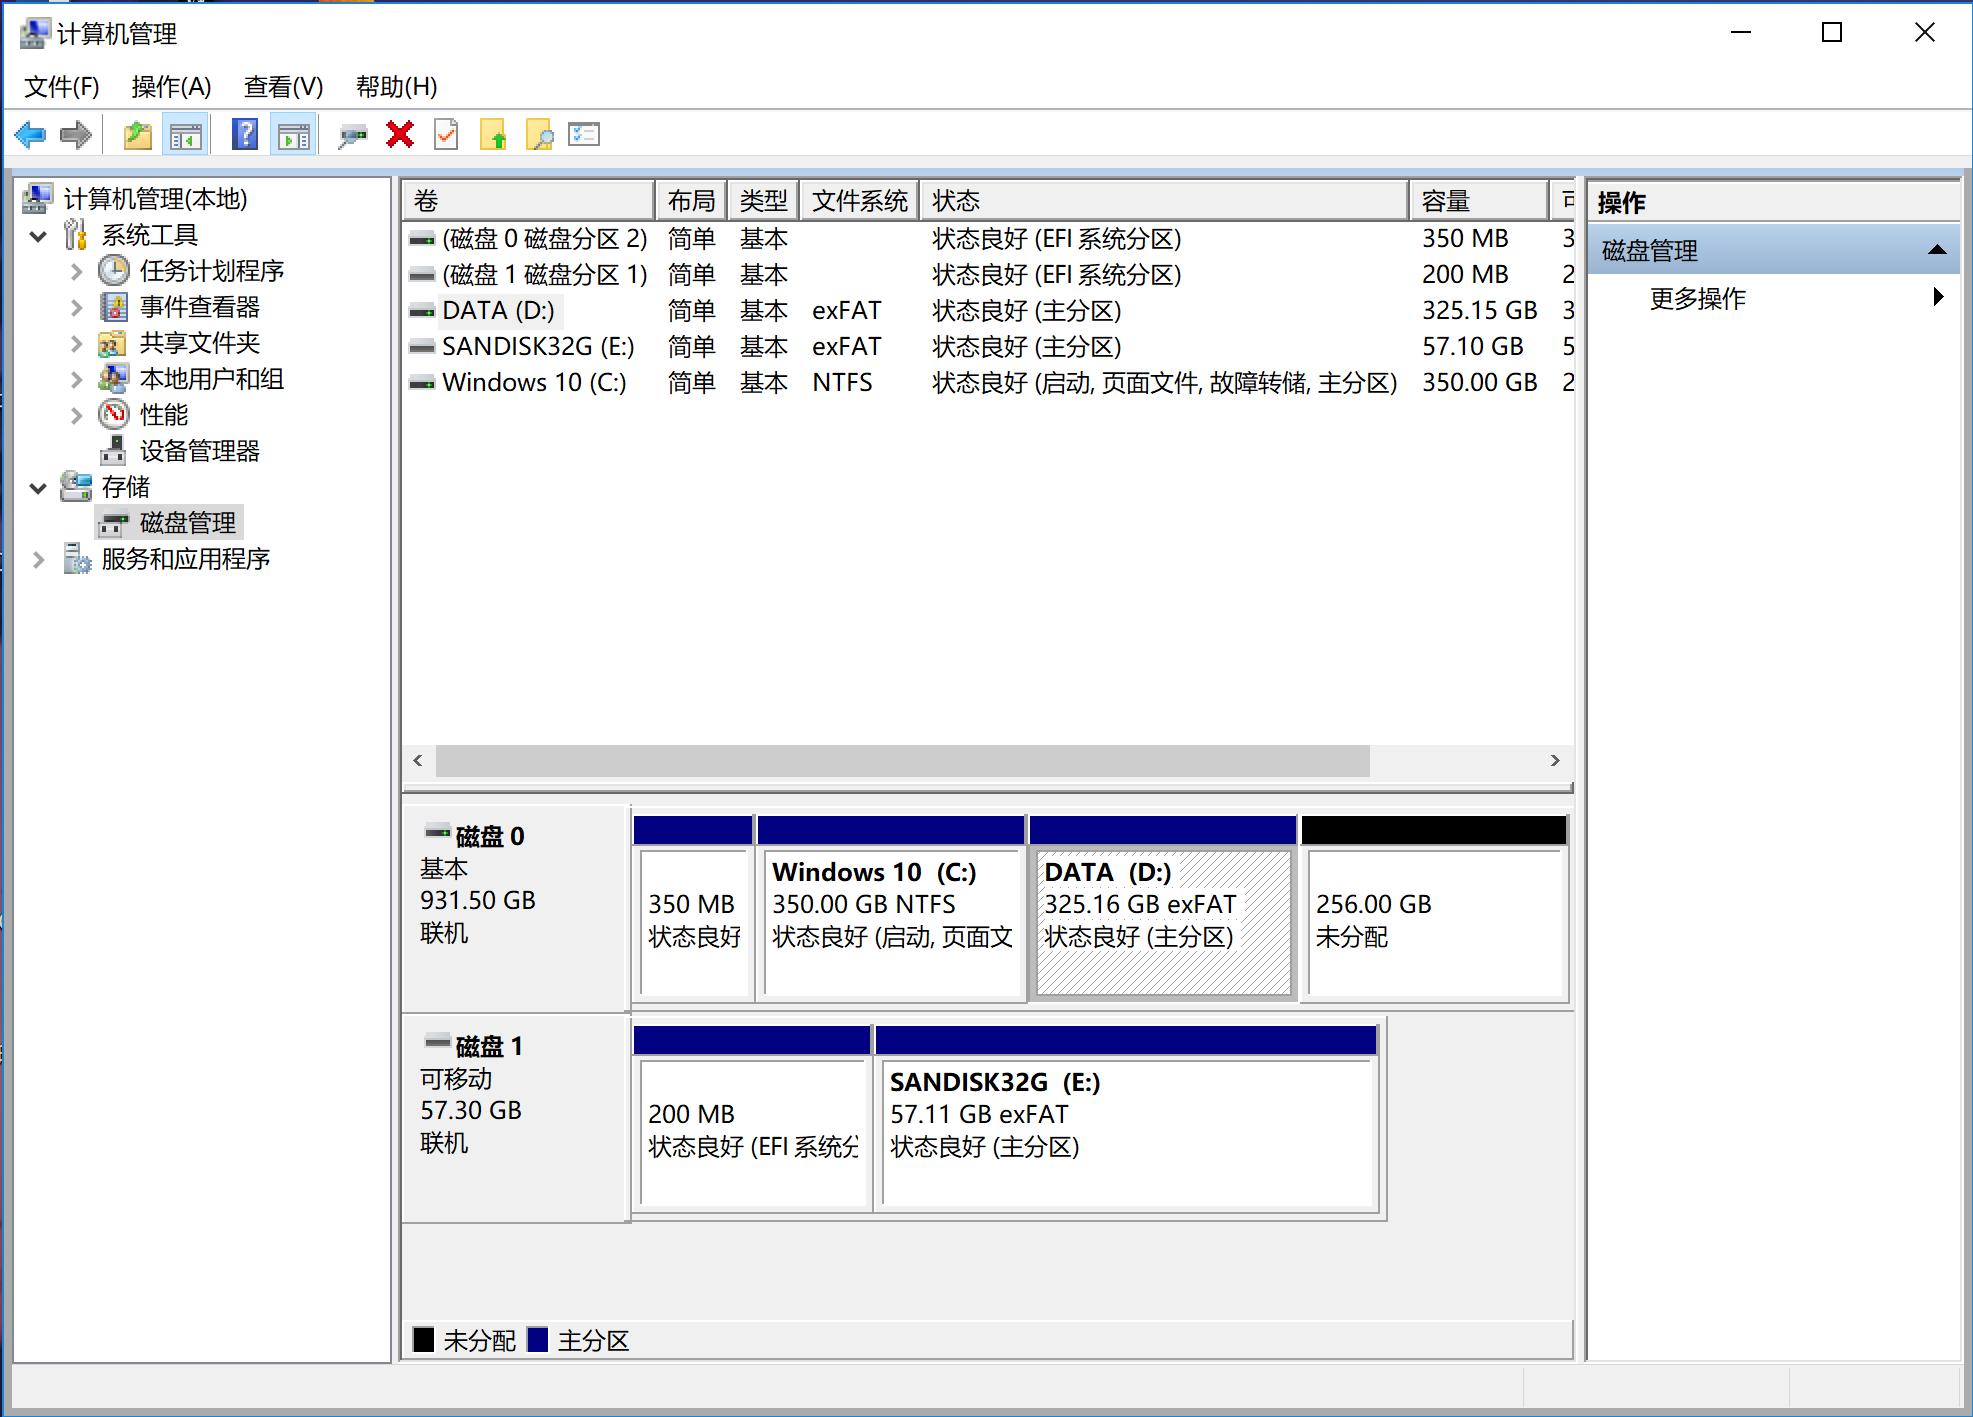 计算机管理
文件(F) 操作(A) 查看(V) 帮助(H)
计算机管理(本地)
系统工具
任务计划程序
事件查看器
共享文件夹
本地用户和组
性能
设备管理器
存储
磁盘管理
服务和应用程序
卷 布局 类型 文件系统 状态 容量
(磁盘 0 磁盘分区 2) 简单 基本 状态良好 (EFI 系统分区) 350 MB 3
(磁盘 1 磁盘分区 1) 简单 基本 状态良好 (EFI 系统分区) 200 MB 2
DATA (D:) 简单 基本 exFAT 状态良好 (主分区) 325.15 GB 3
SANDISK32G (E:) 简单 基本 exFAT 状态良好 (主分区) 57.10 GB 5
Windows 10 (C:) 简单 基本 NTFS 状态良好 (启动, 页面文件, 故障转储, 主分区) 350.00 GB 2
磁盘 0
基本
931.50 GB
联机
350 MB
状态良好
Windows 10 (C:)
350.00 GB NTFS
状态良好 (启动, 页面文
DATA (D:)
325.16 GB exFAT
状态良好 (主分区)
256.00 GB
未分配
磁盘 1
可移动
57.30 GB
联机
200 MB
状态良好 (EFI 系统分
SANDISK32G (E:)
57.11 GB exFAT
状态良好 (主分区)
未分配 主分区
操作
磁盘管理
更多操作